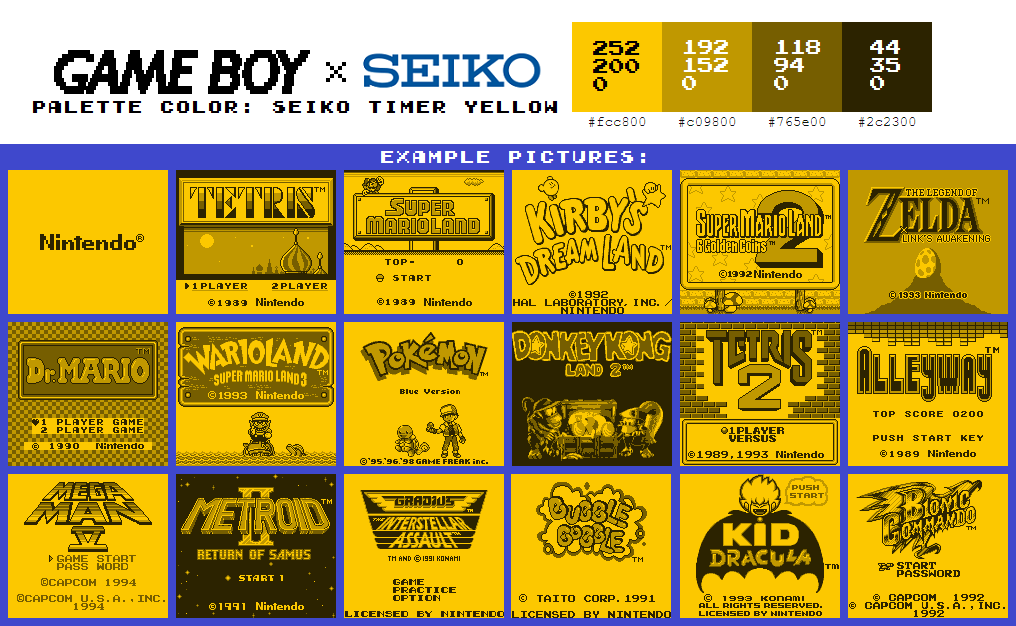 GAME BOY × SEIKO
PALETTE COLOR: SEIKO TIMER YELLOW
252
200
0
192
152
0
118
94
0
44
35
0
#fcc800
#c09800
#765e00
#2c2300
EXAMPLE PICTURES:
Nintendo®
TETRIS™
1PLAYER 2PLAYER
©1989 Nintendo
SUPER
MARIOLAND
TOP- 0
START
©1989 Nintendo
KIRBY'S
DREAM LAND™
©1992
HAL LABORATORY, INC. /
NINTENDO
SUPER MARIOLAND™
2
6 Golden Coins™
©1992 Nintendo
THE LEGEND OF
ZELDA™
LINK'S AWAKENING
© 1993 Nintendo
DR. MARIO™
1 PLAYER GAME
2 PLAYER GAME
© 1990 Nintendo
WARIOLAND
SUPER MARIO LAND 3™
©1993 Nintendo
POKéMON™
Blue Version
©'95.'96.'98 GAME FREAK inc.
DONKEY KONG
LAND 2™
TETRIS™
2
1PLAYER
VERSUS
©1989,1993 Nintendo
ALLEYWAY™
TOP SCORE 0200
PUSH START KEY
©1989 Nintendo
MEGA
MAN
IV
GAME START
PASS WORD
©CAPCOM 1994
©CAPCOM U.S.A.,INC.
1994
METROID™
II
RETURN OF SAMUS
START 1
©1991 Nintendo
GRADIUS
THE INTERSTELLAR
ASSAULT™
TM AND ©1991 KONAMI
GAME
PRACTICE
OPTION
LICENSED BY NINTENDO
BUBBLE
BOBBLE™
© TAITO CORP. 1991
LICENSED BY NINTENDO
PUSH
START
KID
DRACULA™
© 1993 KONAMI
ALL RIGHTS RESERVED.
LICENSED BY NINTENDO
BIONIC
COMMANDO™
START
PASSWORD
© CAPCOM 1992
© CAPCOM U.S.A.,INC.
1992